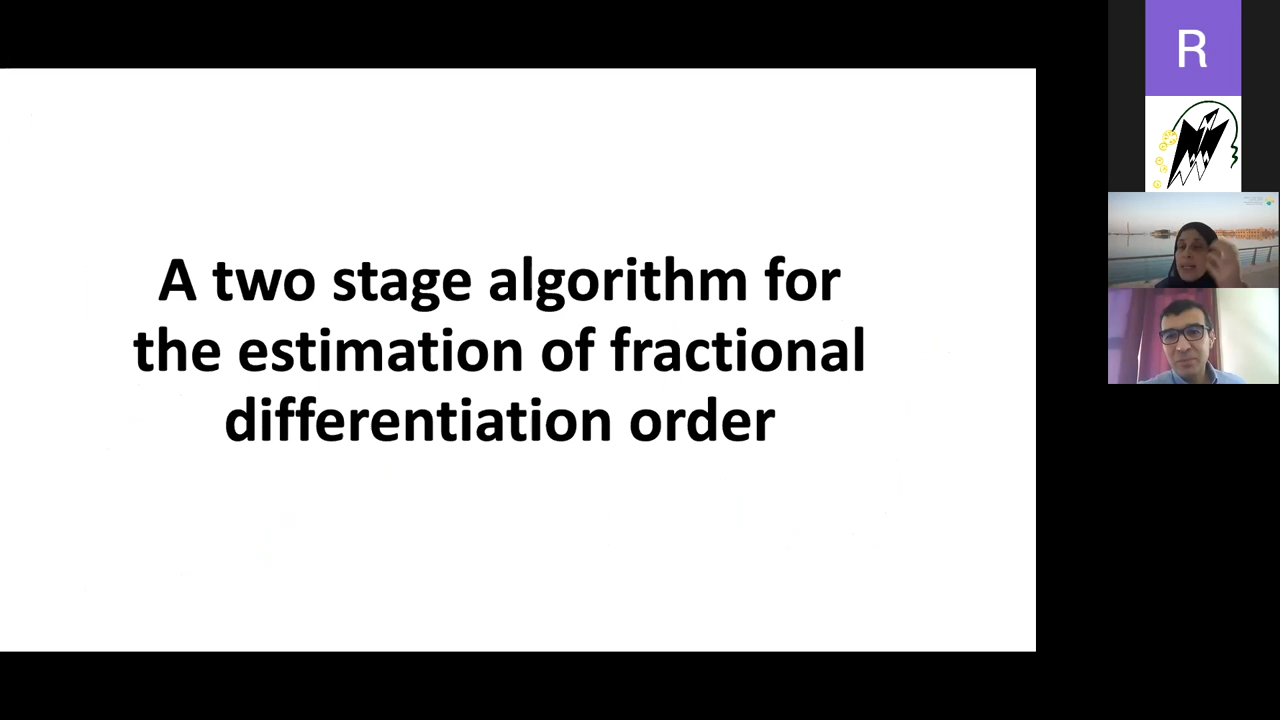 A two stage algorithm for
the estimation of fractional
differentiation order
R